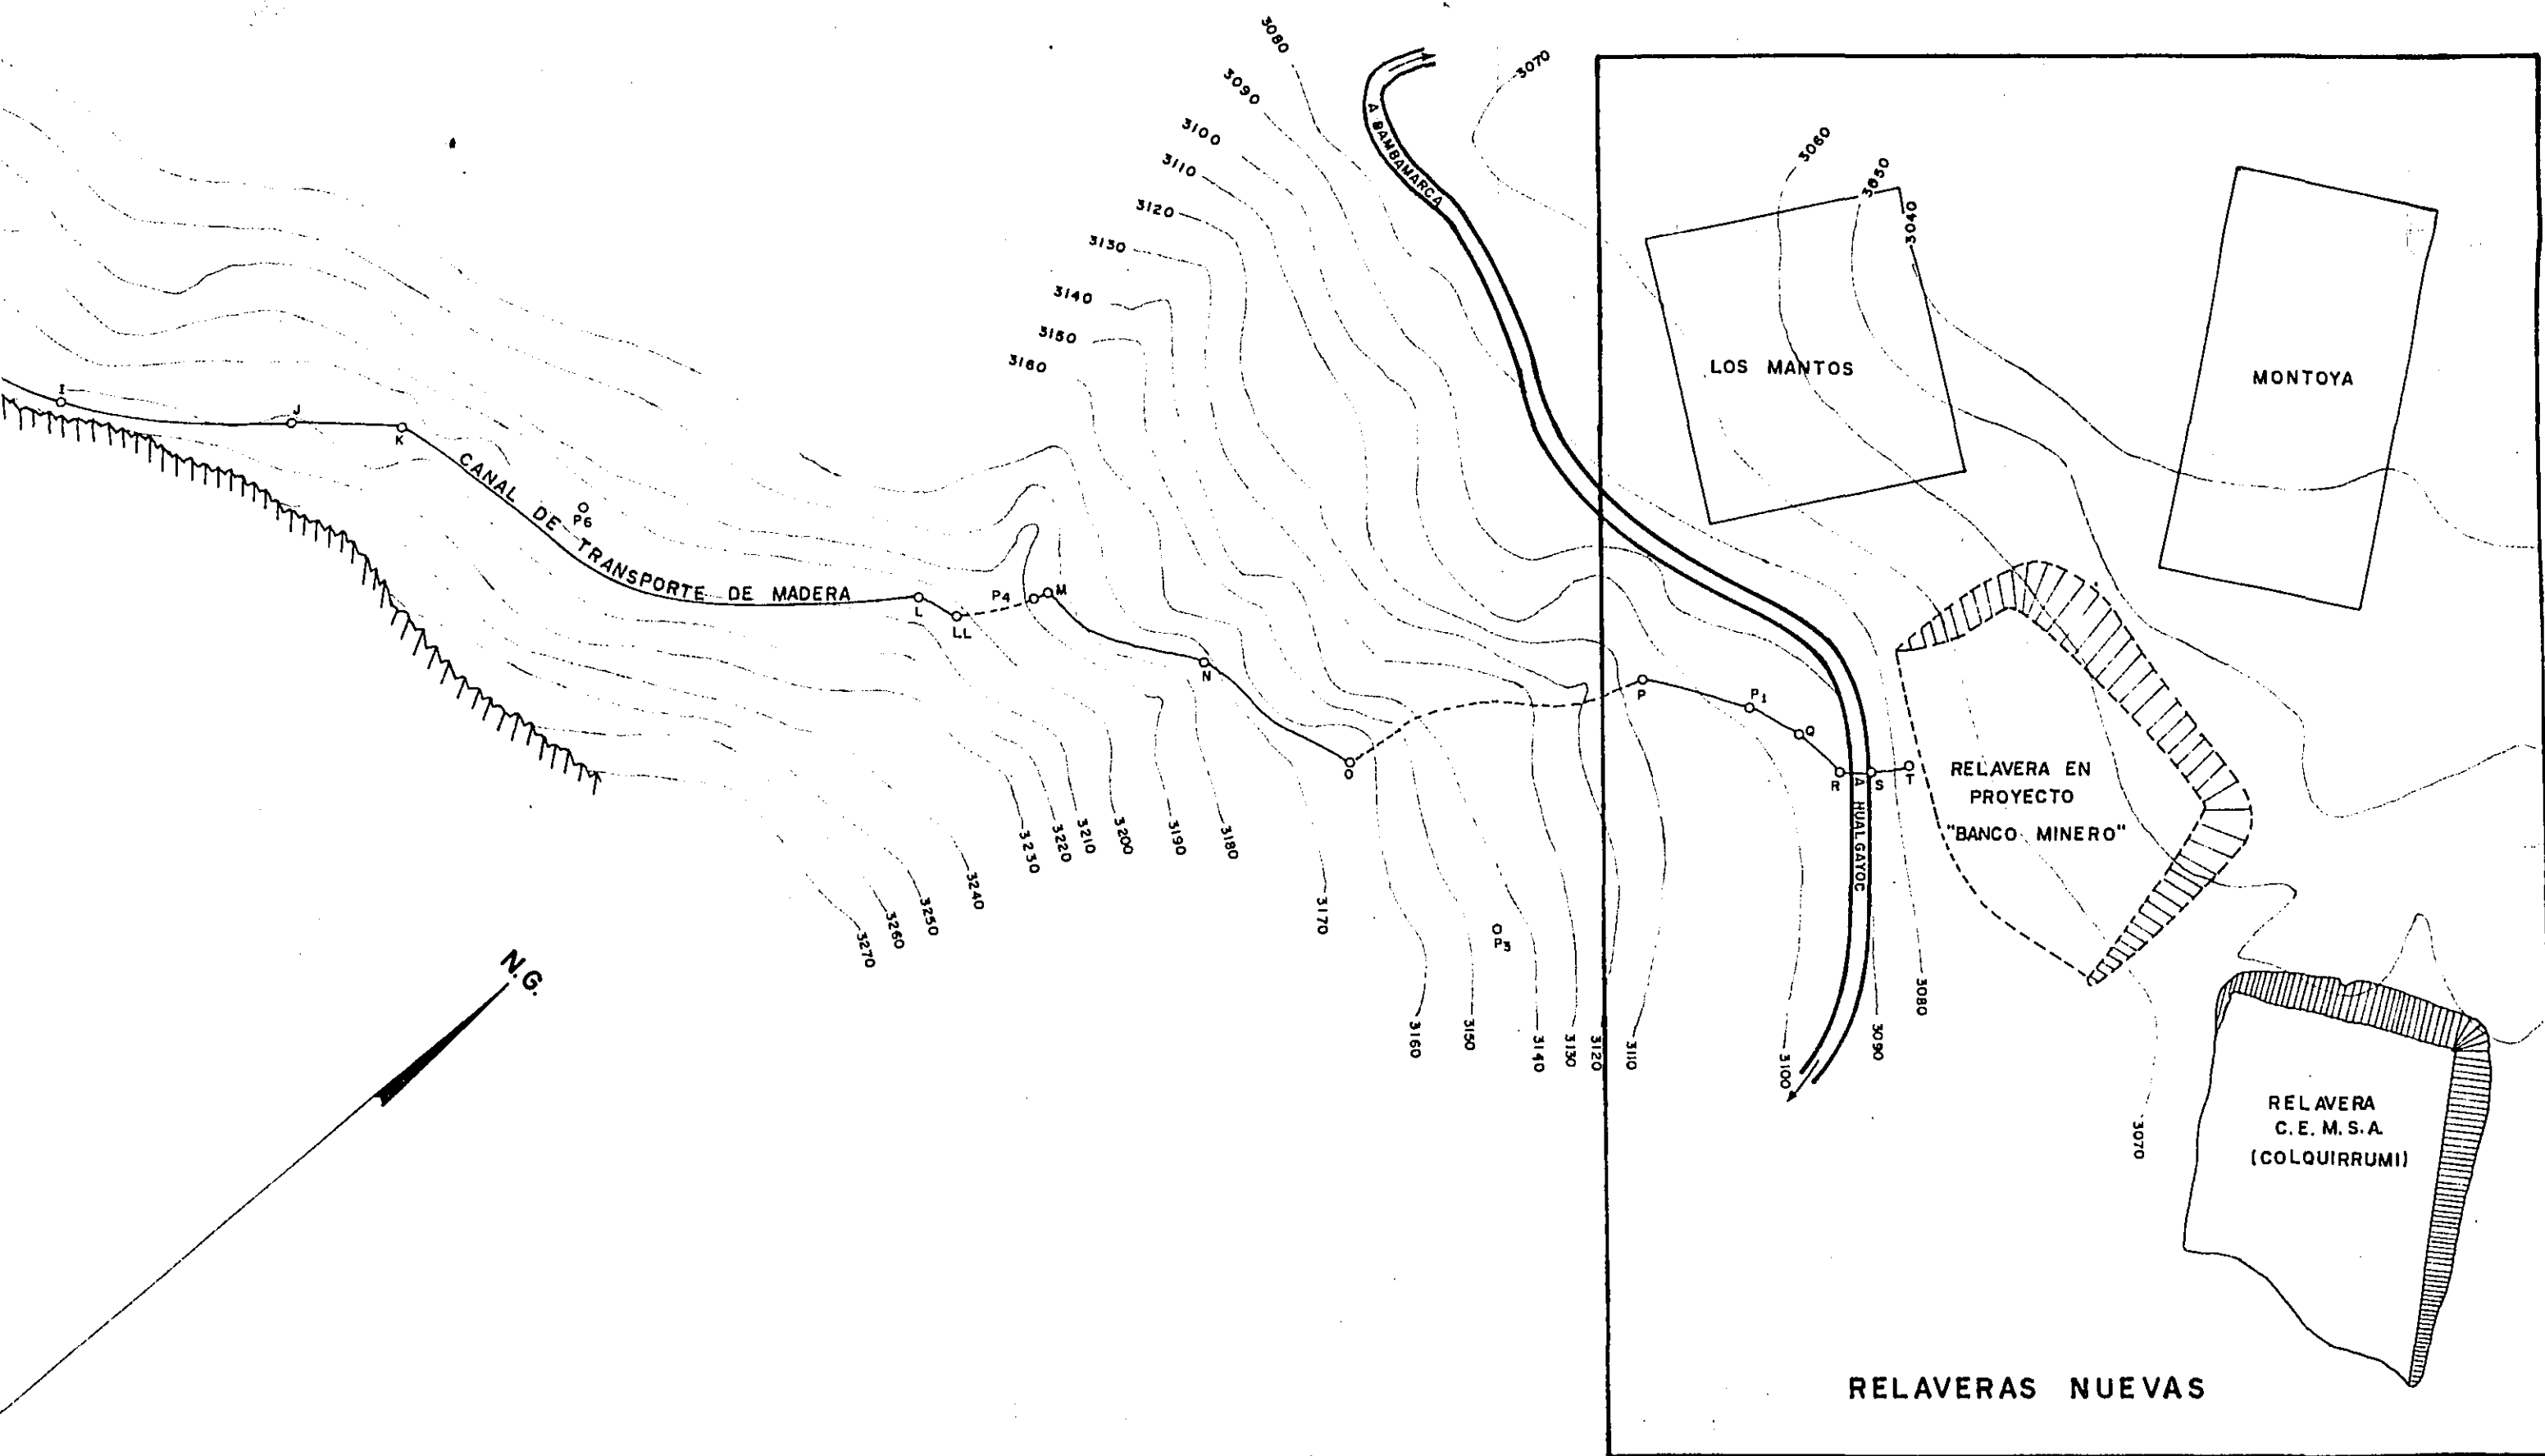 3080
3090
3100
3110
3120
3130
3140
3150
3160
3070
A BAMBAMARCA
3060
3050
3040
LOS MANTOS
MONTOYA
I
J
K
CANAL DE TRANSPORTE DE MADERA
P6
L
LL
P4
M
N
O
P
P1
Q
R
S
T
A HUALGAYOC
RELAVERA EN
PROYECTO
"BANCO MINERO"
3270
3260
3250
3240
3230
3220
3210
3200
3190
3180
3170
3160
3150
3140
3130
3120
3110
3100
3090
3080
3070
P3
N.G.
RELAVERA
C.E.M.S.A.
(COLQUIRRUMI)
RELAVERAS NUEVAS